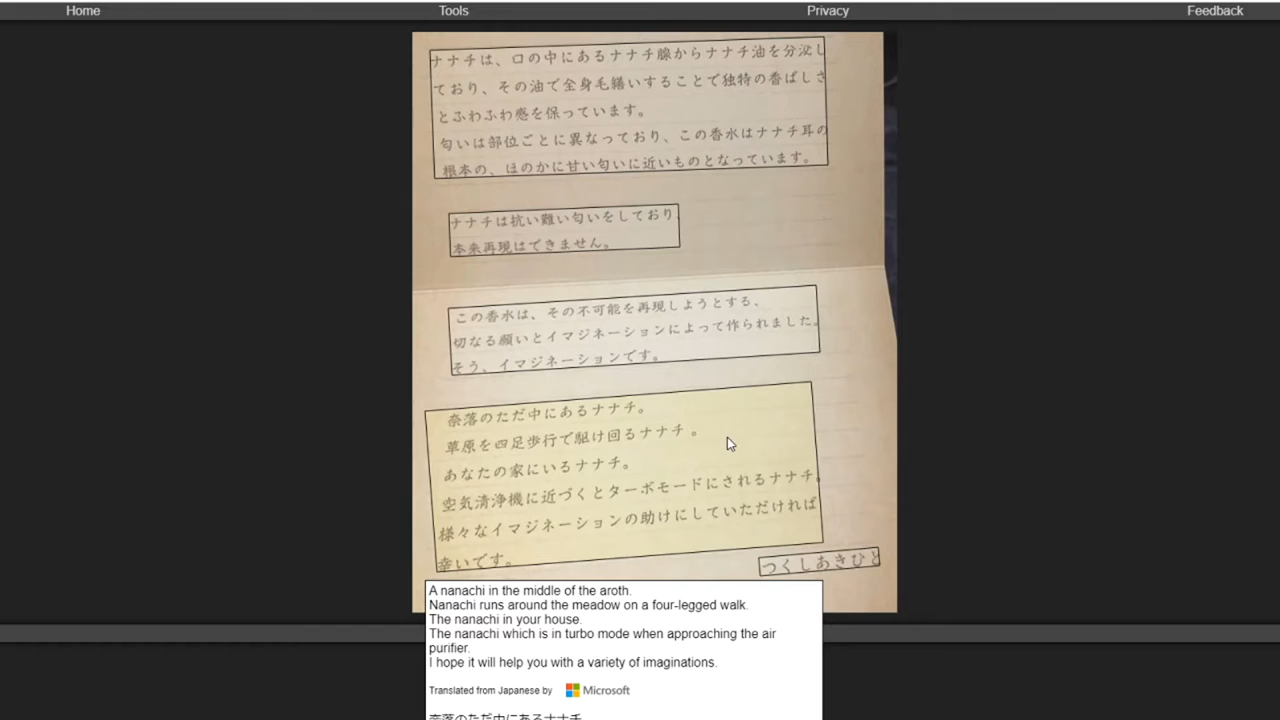 Home
Tools
Privacy
Feedback
ナナチは、口の中にあるナナチ腺からナナチ油を分泌し
ており、その油で全身毛繕いすることで独特の香ばしさ
とふわふわ感を保っています。
匂いは部位ごとに異なっており、この香水はナナチ耳の
根本の、ほのかに甘い匂いに近いものとなっています。
ナナチは抗い難い匂いをしており
本来再現はできません。
この香水は、その不可能を再現しようとする、
切なる願いとイマジネーションによって作られました。
そう、イマジネーションです。
奈落のただ中にあるナナチ。
草原を四足歩行で駆け回るナナチ。
あなたの家にいるナナチ。
空気清浄機に近づくとターボモードにされるナナチ。
様々なイマジネーションの助けにしていただければ
幸いです。
つくしあきひと
A nanachi in the middle of the aroth.
Nanachi runs around the meadow on a four-legged walk.
The nanachi in your house.
The nanachi which is in turbo mode when approaching the air
purifier.
I hope it will help you with a variety of imaginations.
Translated from Japanese by Microsoft
奈落のただ中にあるナナチ